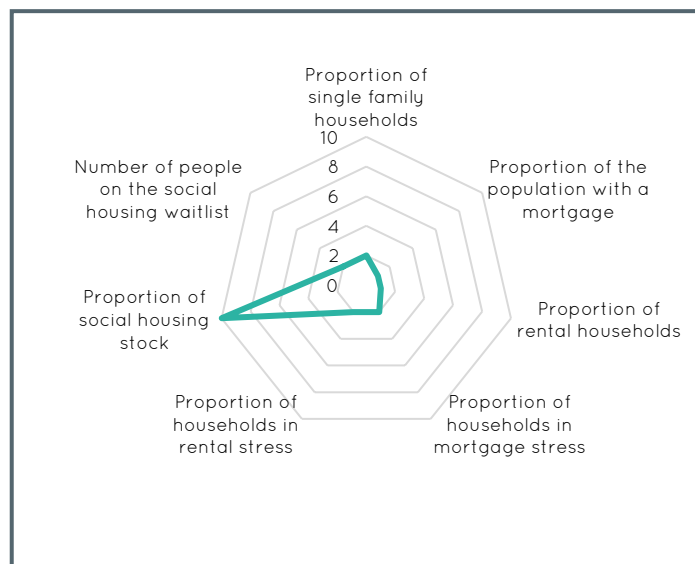 Proportion of
single family
households
10
8
6
4
2
0
Proportion of the
population with a
mortgage
Proportion of
rental households
Proportion of
households in
mortgage stress
Proportion of
households in
rental stress
Proportion of
social housing
stock
Number of people
on the social
housing waitlist